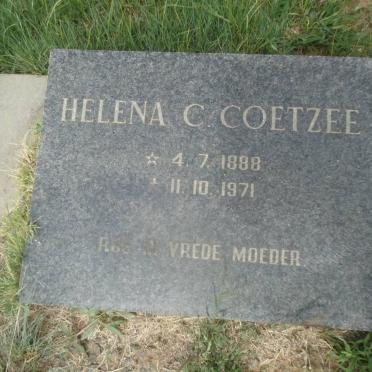 HELENA C. COETZEE
☆ 4. 7. 1888
† 11. 10. 1971
RUS IN VREDE MOEDER